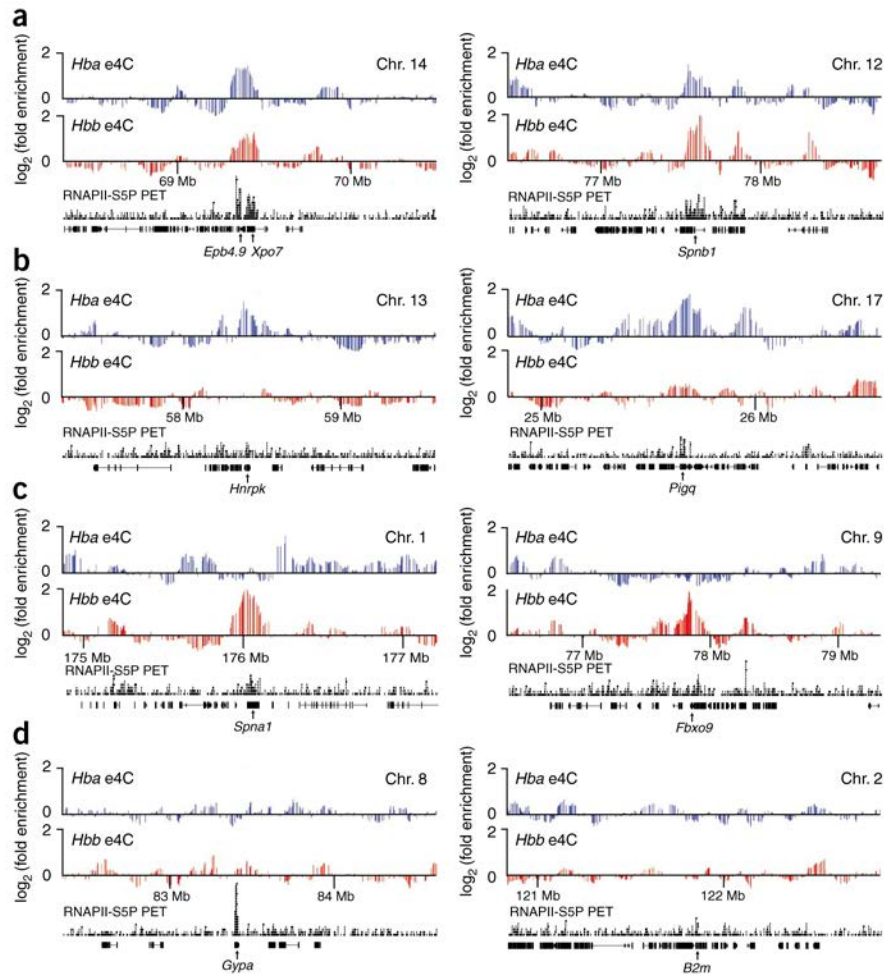 a
log2 (fold enrichment)
2
Hba e4C
Chr. 14
0
2
Hbb e4C
0
69 Mb 70 Mb
RNAPII-S5P PET
Epb4.9 Xpo7
2
Hba e4C
Chr. 12
0
2
Hbb e4C
0
77 Mb 78 Mb
RNAPII-S5P PET
Spnb1
b
log2 (fold enrichment)
2
Hba e4C
Chr. 13
0
2
Hbb e4C
0
58 Mb 59 Mb
RNAPII-S5P PET
Hnrpk
2
Hba e4C
Chr. 17
0
2
Hbb e4C
0
25 Mb 26 Mb
RNAPII-S5P PET
Pigq
c
log2 (fold enrichment)
2
Hba e4C
Chr. 1
0
2
Hbb e4C
0
175 Mb 176 Mb 177 Mb
RNAPII-S5P PET
Spna1
2
Hba e4C
Chr. 9
0
2
Hbb e4C
0
77 Mb 78 Mb 79 Mb
RNAPII-S5P PET
Fbxo9
d
log2 (fold enrichment)
2
Hba e4C
Chr. 8
0
2
Hbb e4C
0
83 Mb 84 Mb
RNAPII-S5P PET
Gypa
2
Hba e4C
Chr. 2
0
2
Hbb e4C
0
121 Mb 122 Mb
RNAPII-S5P PET
B2m